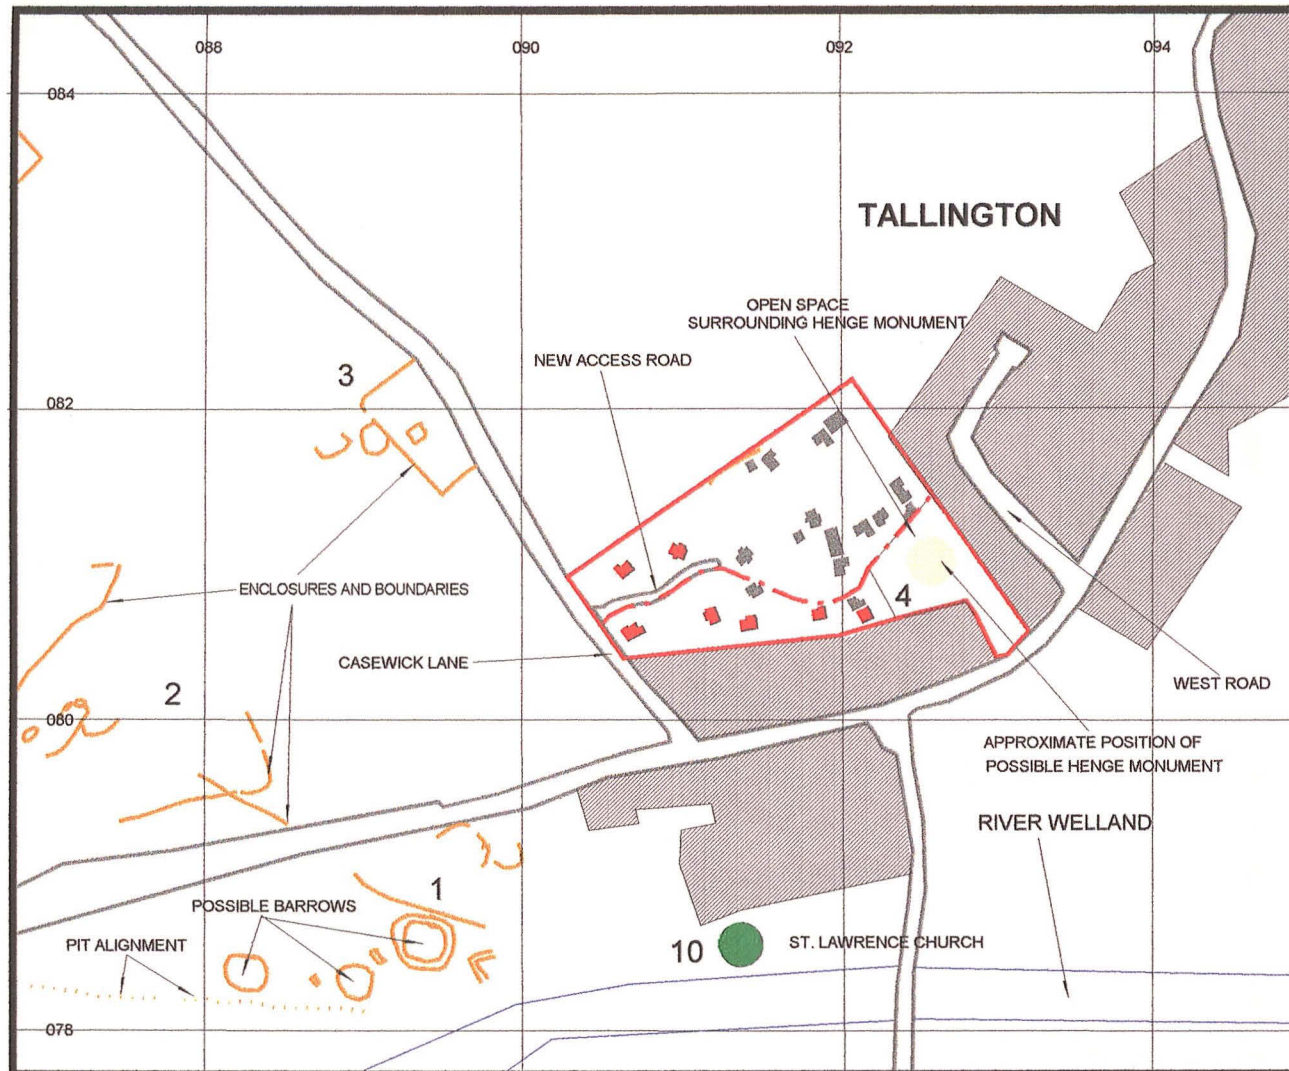 088
090
092
094
084
TALLINGTON
OPEN SPACE
SURROUNDING HENGE MONUMENT
NEW ACCESS ROAD
3
082
ENCLOSURES AND BOUNDARIES
4
CASEWICK LANE
WEST ROAD
2
080
APPROXIMATE POSITION OF
POSSIBLE HENGE MONUMENT
RIVER WELLAND
1
POSSIBLE BARROWS
PIT ALIGNMENT
10
ST. LAWRENCE CHURCH
078